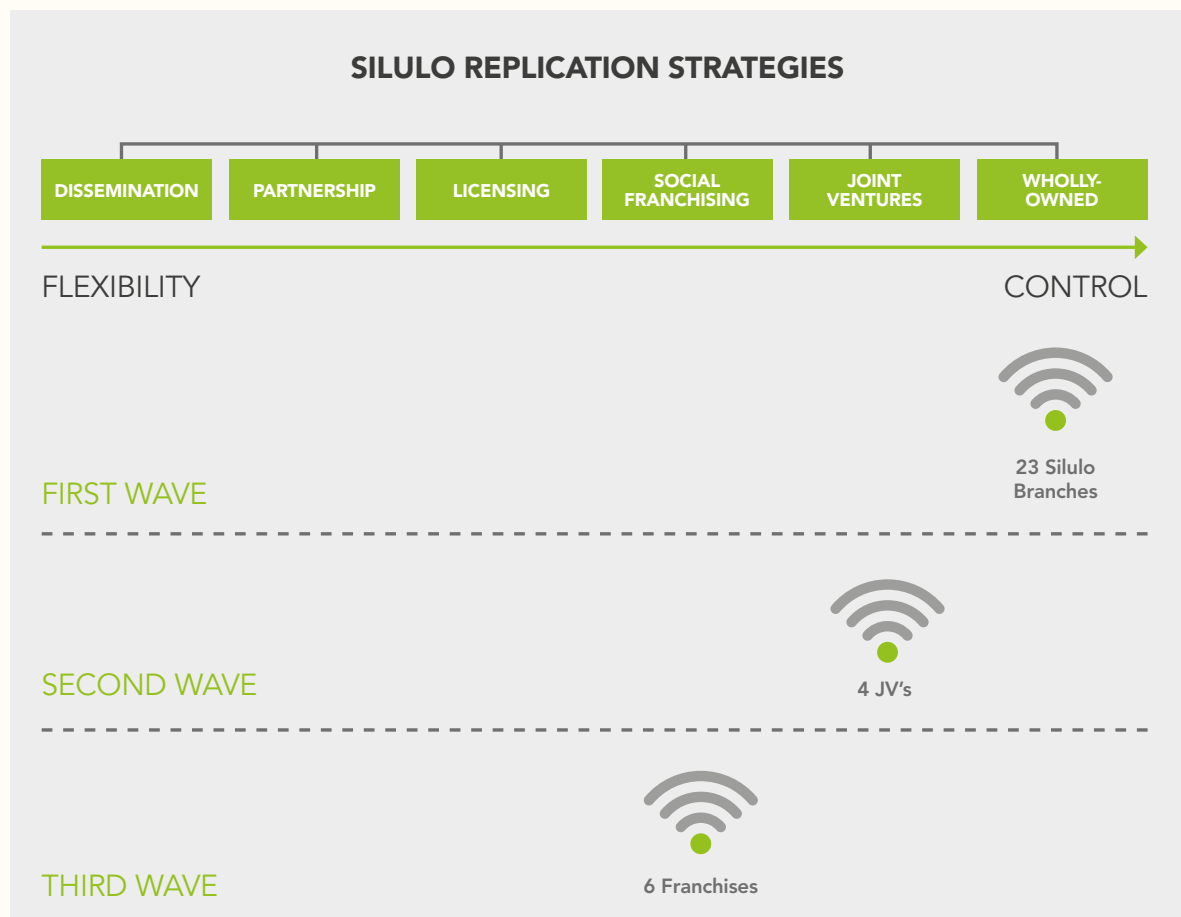 SILULO REPLICATION STRATEGIES
DISSEMINATION
PARTNERSHIP
LICENSING
SOCIAL
FRANCHISING
JOINT
VENTURES
WHOLLY-
OWNED
FLEXIBILITY
CONTROL
23 Silulo
Branches
FIRST WAVE
4 JV's
SECOND WAVE
6 Franchises
THIRD WAVE